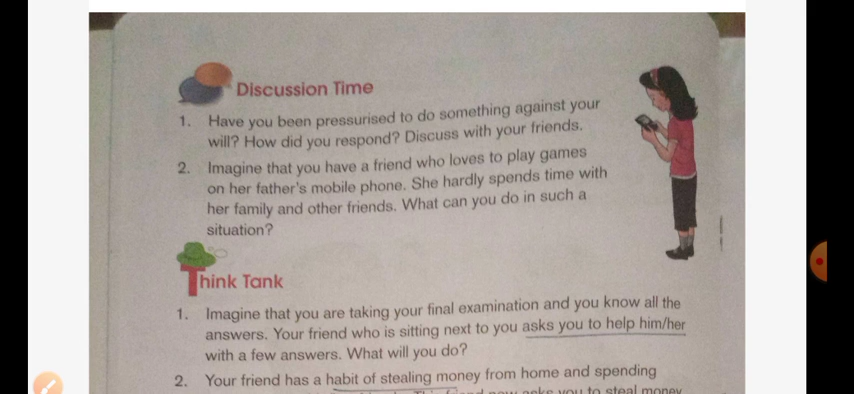 Discussion Time
1. Have you been pressurised to do something against your
will? How did you respond? Discuss with your friends.
2. Imagine that you have a friend who loves to play games
on her father's mobile phone. She hardly spends time with
her family and other friends. What can you do in such a
situation?
Think Tank
1. Imagine that you are taking your final examination and you know all the
answers. Your friend who is sitting next to you asks you to help him/her
with a few answers. What will you do?
2. Your friend has a habit of stealing money from home and spending
you to steal money